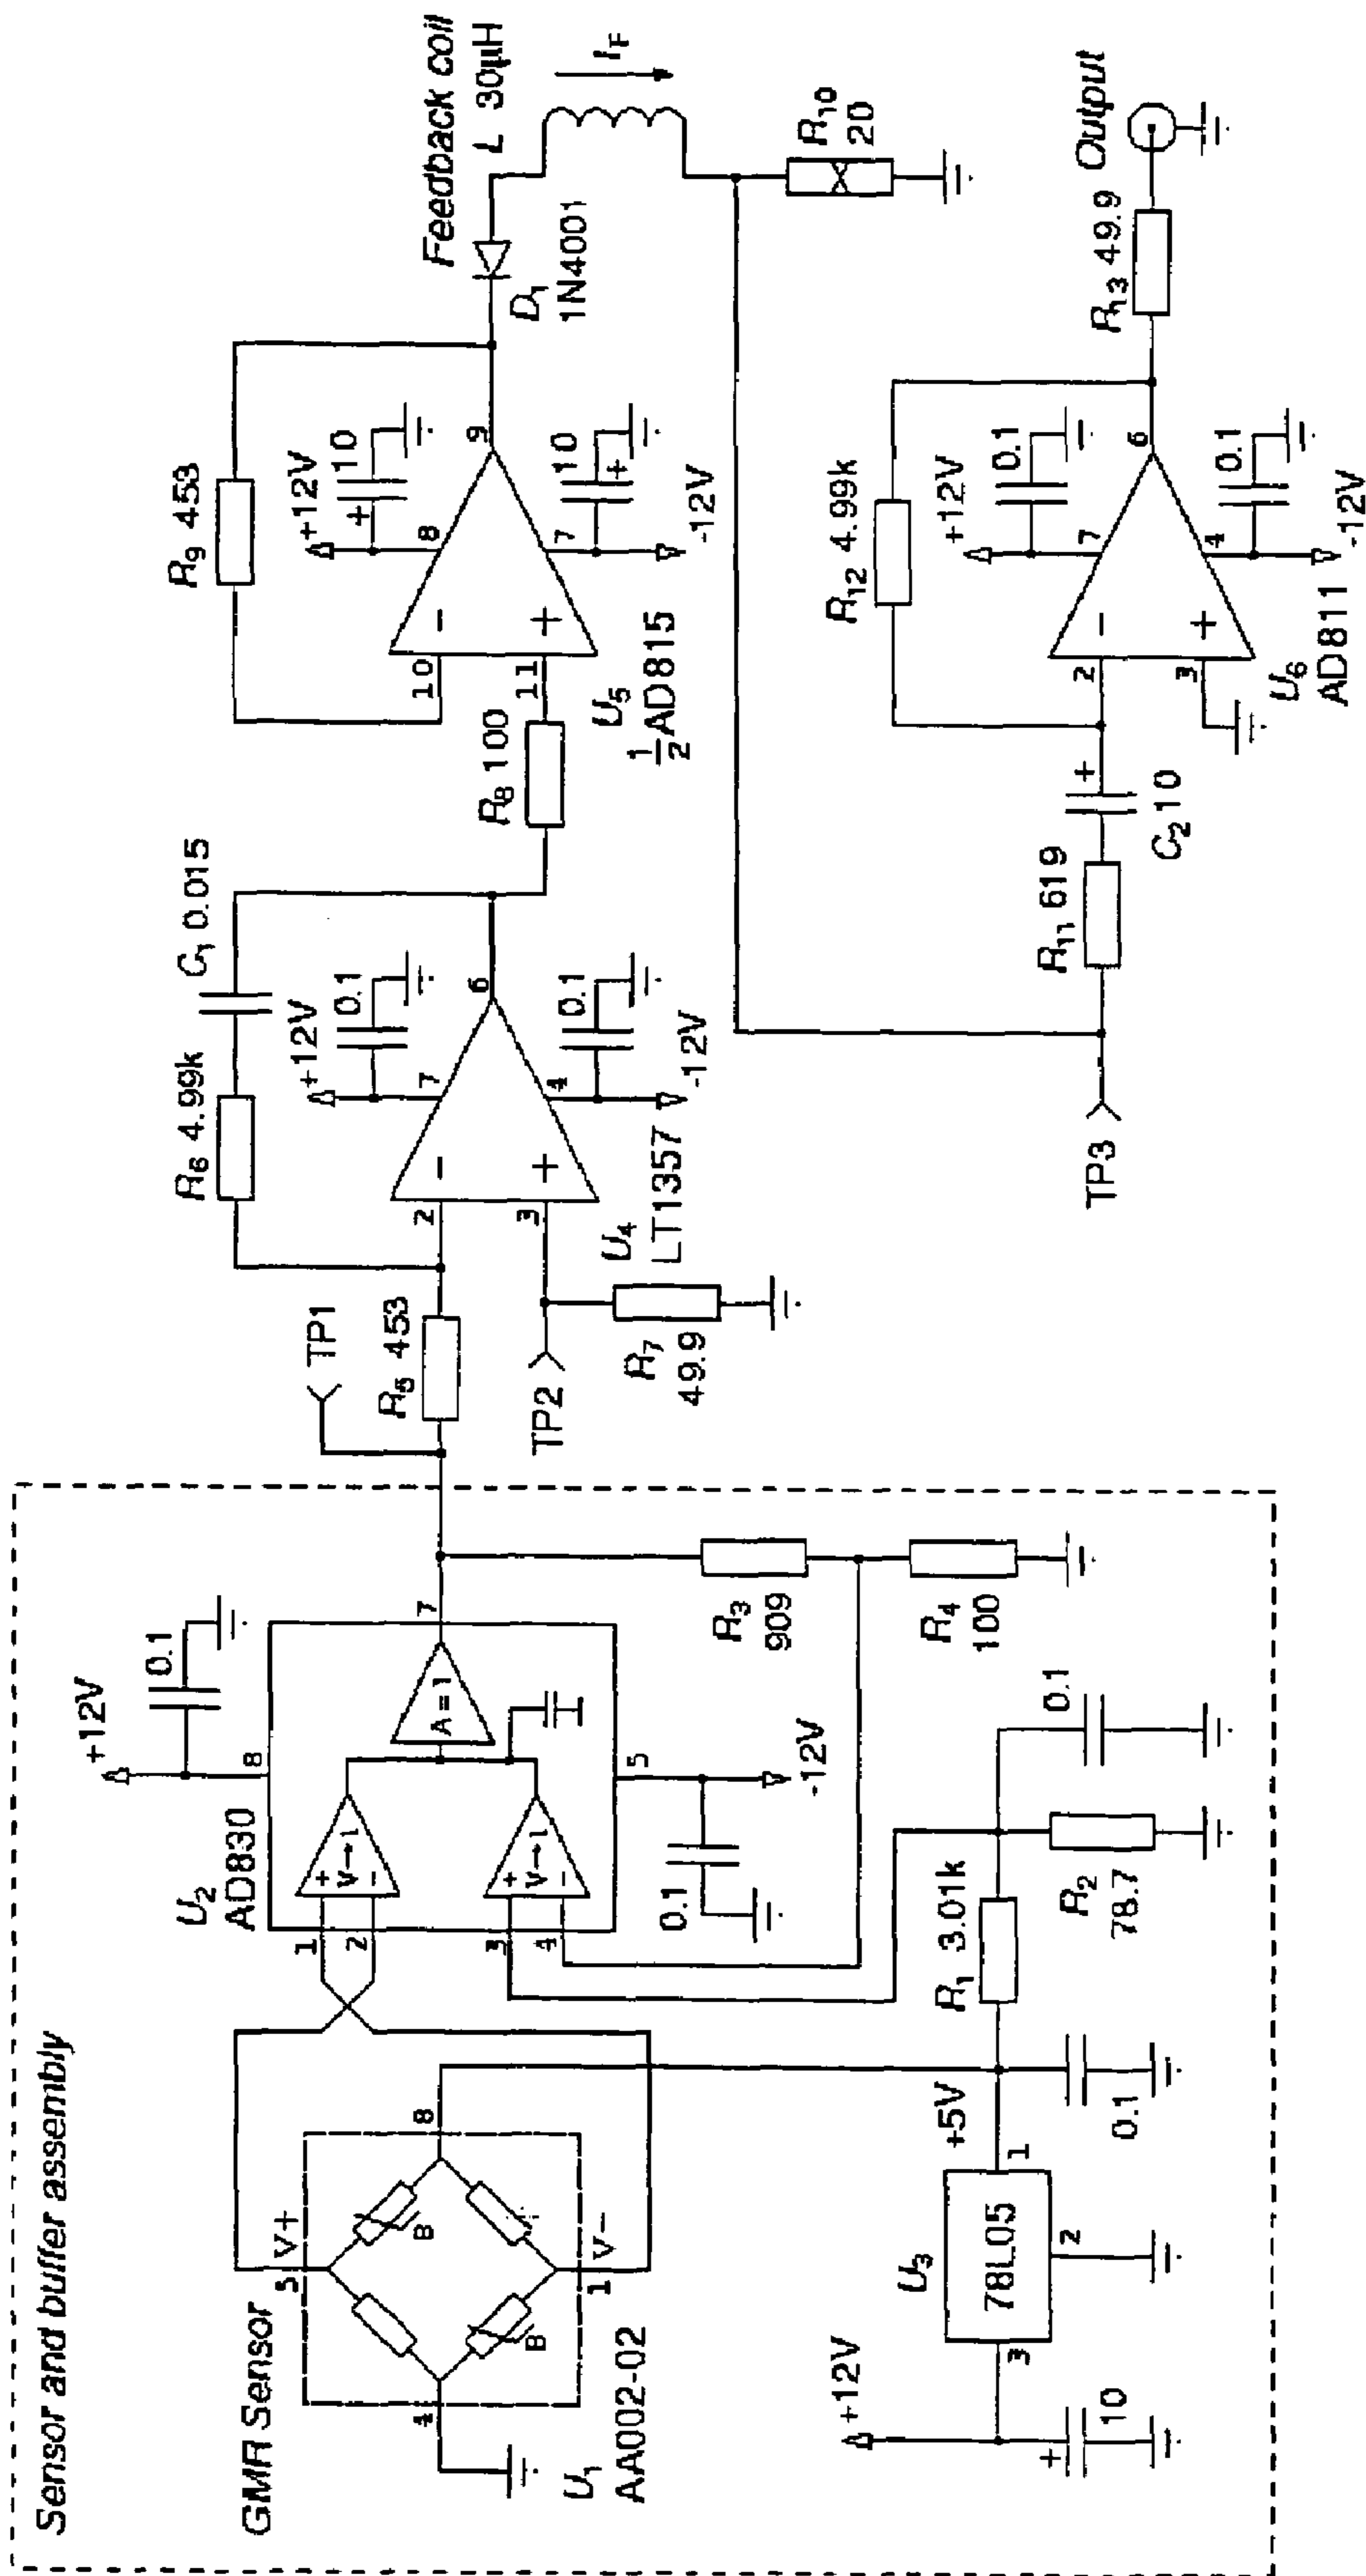 Sensor and buffer assembly
GMR Sensor
U1
AA002-02
V+
V−
5
8
4
1
B
B
U2
AD830
+12V
0.1
8
1
2
3
4
5
7
+
V→I
−
+
V→I
−
A=1
0.1
-12V
R3
909
R4
100
+12V
10
+
U3
78L05
3
2
1
+5V
0.1
R1 3.01k
R2
78.7
0.1
TP1
R5 453
TP2
R7
49.9
R6 4.99k
C1 0.015
+12V
0.1
7
2
−
3
+
6
4
0.1
-12V
U4
LT1357
R8 100
R9 453
+12V
+
10
8
10
−
11
+
9
7
10
+
-12V
U5
1/2 AD815
D1
1N4001
Feedback coil
L 30µH
IF
R10
20
TP3
R11 619
C2 10
+
R12 4.99k
+12V
0.1
7
2
−
3
+
6
4
0.1
-12V
U6
AD811
R13 49.9
Output